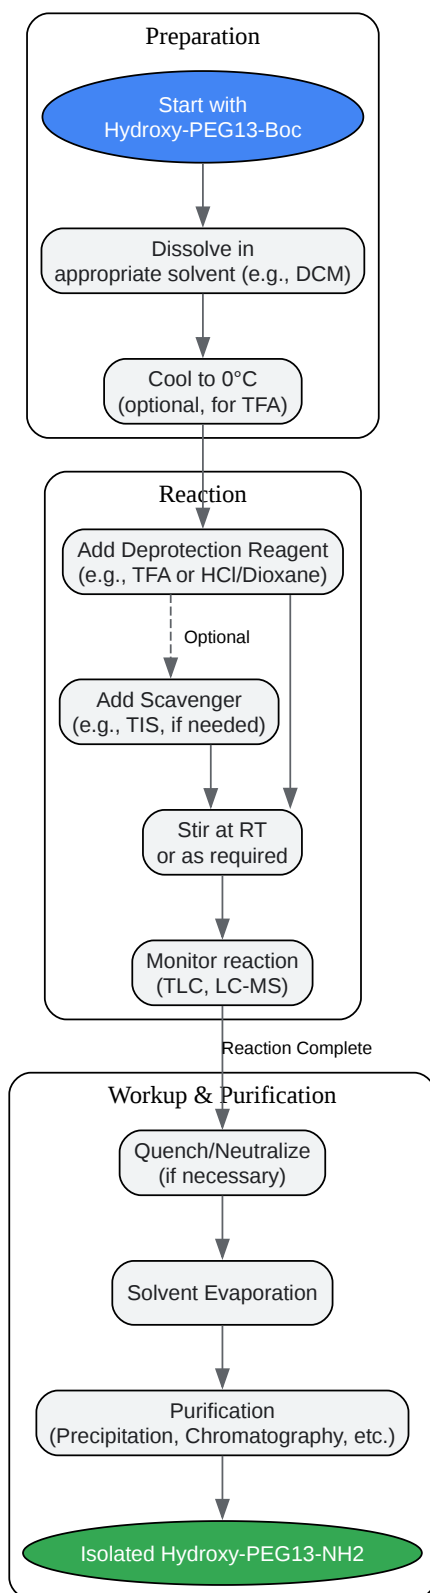 Preparation
Start with
Hydroxy-PEG13-Boc
Dissolve in
appropriate solvent (e.g., DCM)
Cool to 0°C
(optional, for TFA)
Reaction
Add Deprotection Reagent
(e.g., TFA or HCl/Dioxane)
Optional
Add Scavenger
(e.g., TIS, if needed)
Stir at RT
or as required
Monitor reaction
(TLC, LC-MS)
Reaction Complete
Workup & Purification
Quench/Neutralize
(if necessary)
Solvent Evaporation
Purification
(Precipitation, Chromatography, etc.)
Isolated Hydroxy-PEG13-NH2